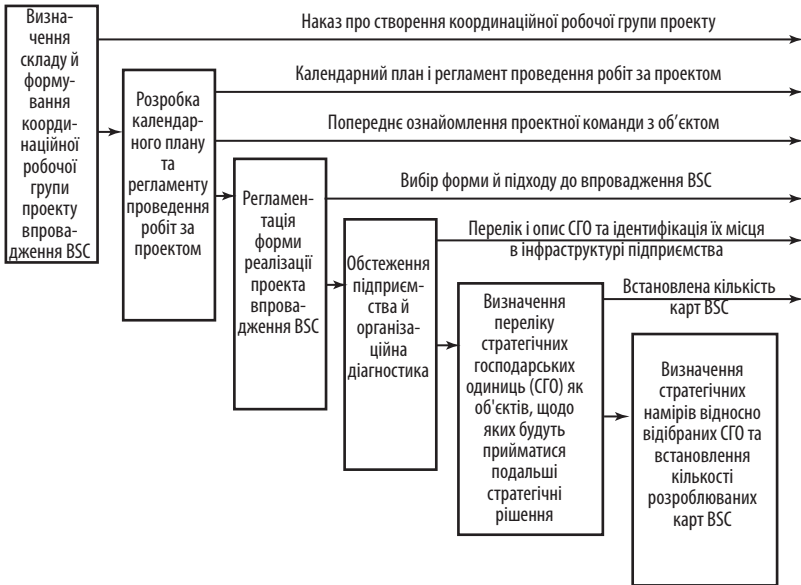 Визна-
чення
складу й
форму-
вання
коорди-
наційної
робочої
групи
проекту
впрова-
дження BSC
Наказ про створення координаційної робочої групи проекту
Розробка
календар-
ного плану
та
регламенту
проведення
робіт за
проектом
Календарний план і регламент проведення робіт за проектом
Попереднє ознайомлення проектної команди з об’єктом
Регламен-
тація
форми
реалізації
проекта
впрова-
дження BSC
Вибір форми й підходу до впровадження BSC
Обстеження
підприєм-
ства й
організа-
ційна
діагностика
Перелік і опис СГО та ідентифікація їх місця
в інфраструктурі підприємства
Визначення
переліку
стратегічних
господарських
одиниць (СГО) як
об'єктів, щодо
яких будуть
прийматися
подальші
стратегічні
рішення
Встановлена кількість
карт BSC
Визначення
стратегічних
намірів відносно
відібраних СГО та
встановлення
кількості
розроблюваних
карт BSC